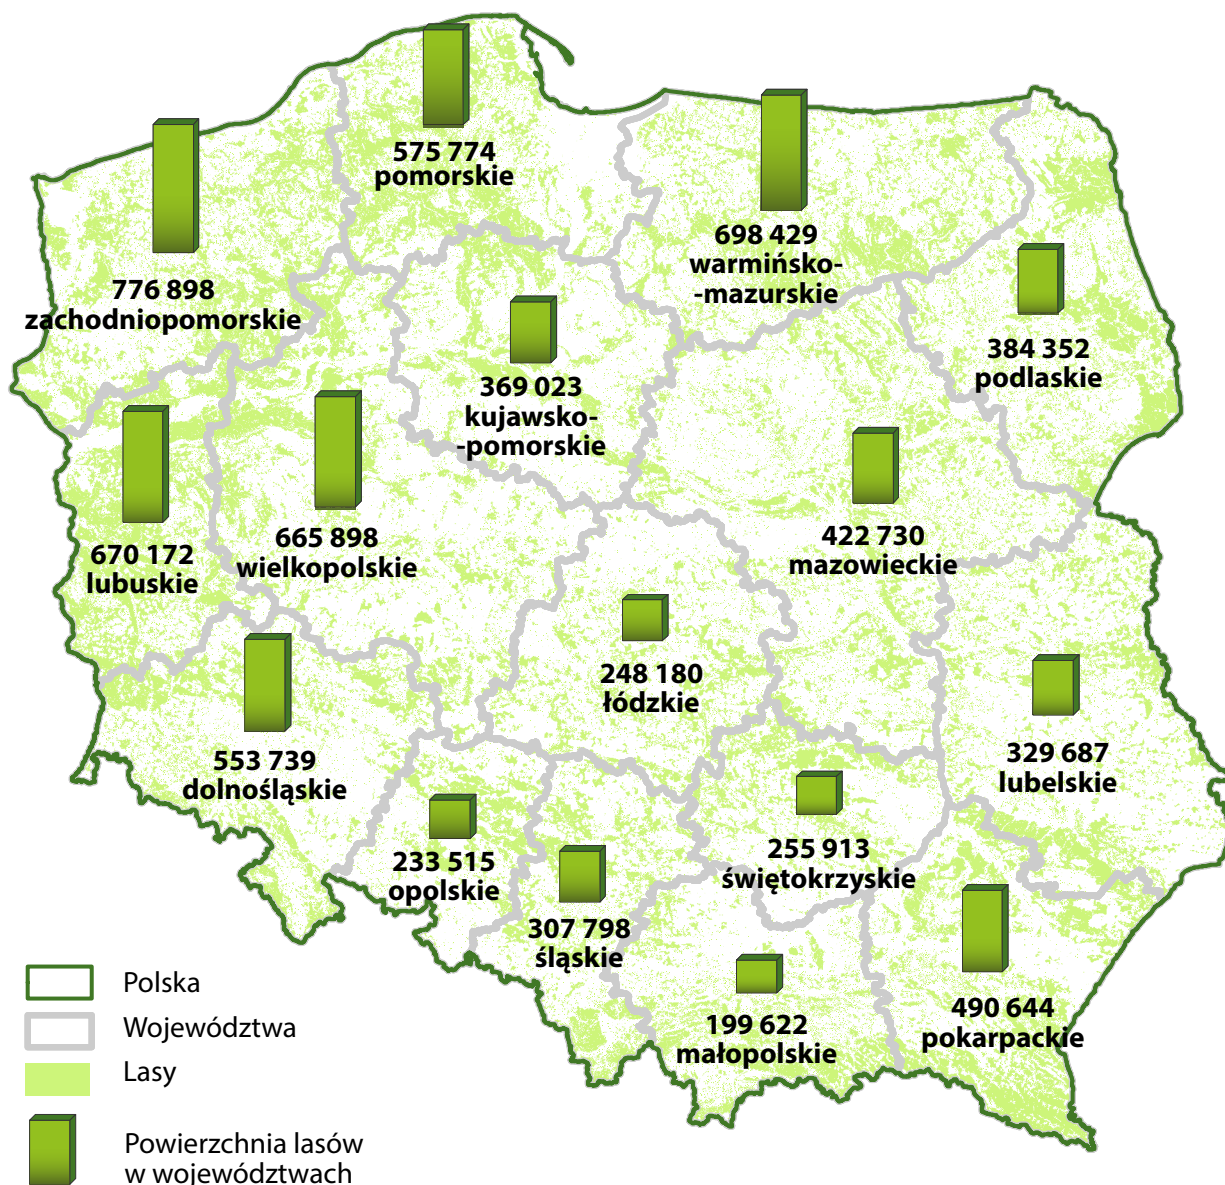 575 774
pomorskie
698 429
warmińsko-
-mazurskie
776 898
zachodniopomorskie
384 352
podlaskie
369 023
kujawsko-
-pomorskie
670 172
lubuskie
665 898
wielkopolskie
422 730
mazowieckie
248 180
łódzkie
553 739
dolnośląskie
329 687
lubelskie
233 515
opolskie
255 913
świętokrzyskie
307 798
śląskie
199 622
małopolskie
490 644
pokarpackie
Polska
Województwa
Lasy
Powierzchnia lasów
w województwach